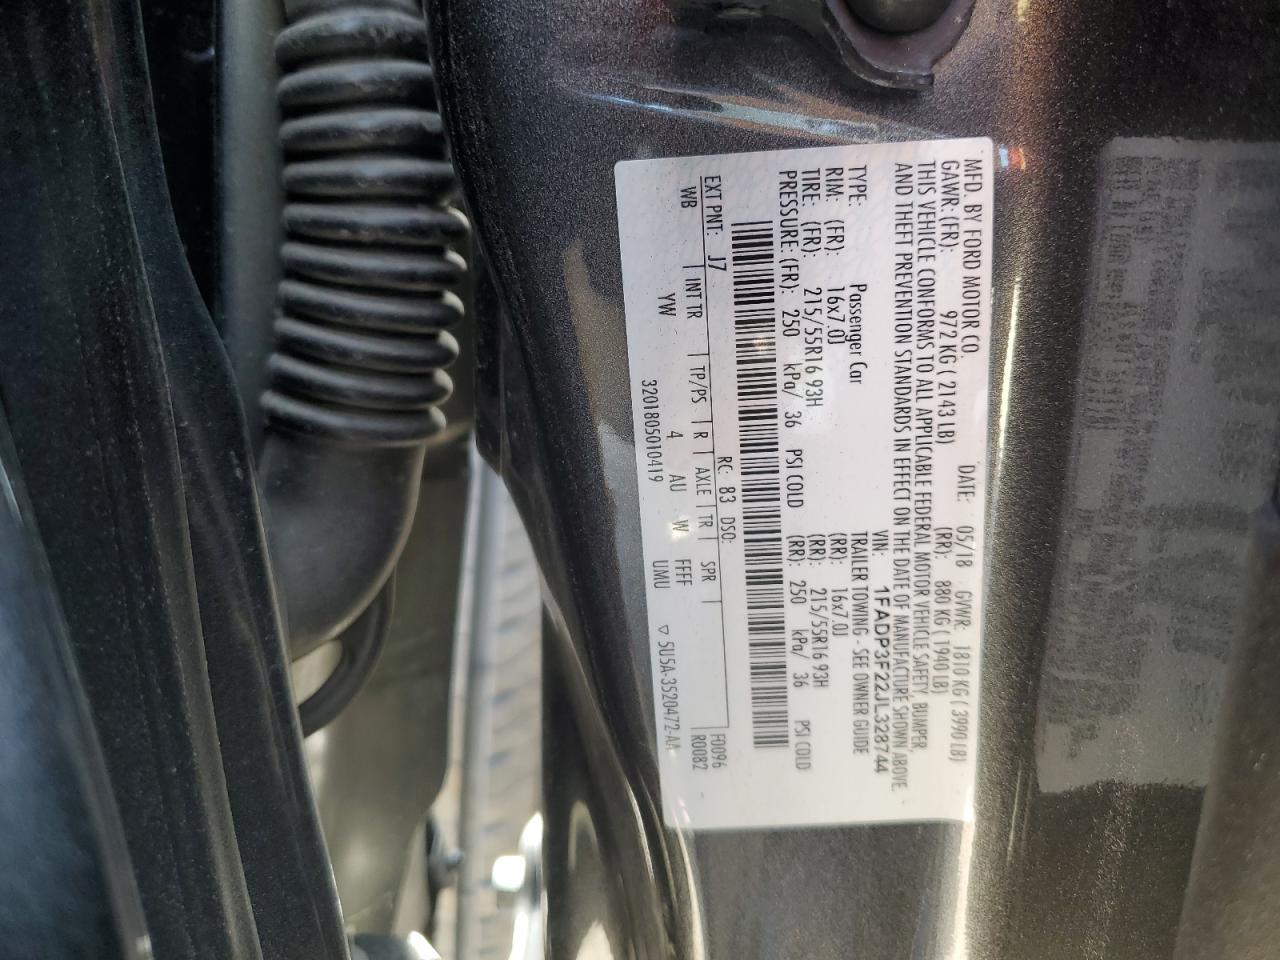 MFD. BY FORD MOTOR CO.
DATE: 05/18 GVWR: 1810 KG ( 3990 LB)
GAWR: (FR): 972 KG ( 2143 LB) (RR): 880 KG ( 1940 LB)
THIS VEHICLE CONFORMS TO ALL APPLICABLE FEDERAL MOTOR VEHICLE SAFETY, BUMPER,
AND THEFT PREVENTION STANDARDS IN EFFECT ON THE DATE OF MANUFACTURE SHOWN ABOVE.
VIN: 1FADP3F22JL328744
TYPE: Passenger Car TRAILER TOWING - SEE OWNER GUIDE
RIM: (FR): 16x7.0J (RR): 16x7.0J
TIRE: (FR): 215/55R16 93H (RR): 215/55R16 93H
PRESSURE: (FR): 250 kPa/ 36 PSI COLD (RR): 250 kPa/ 36 PSI COLD
F0096
R0082
EXT PNT: J7 RC: 83 DSO:
WB INT TR TP/PS R AXLE TR SPR
YW 4 AU W FFFF
3201805010419 UMU ▽ 5U5A-3520472-AA